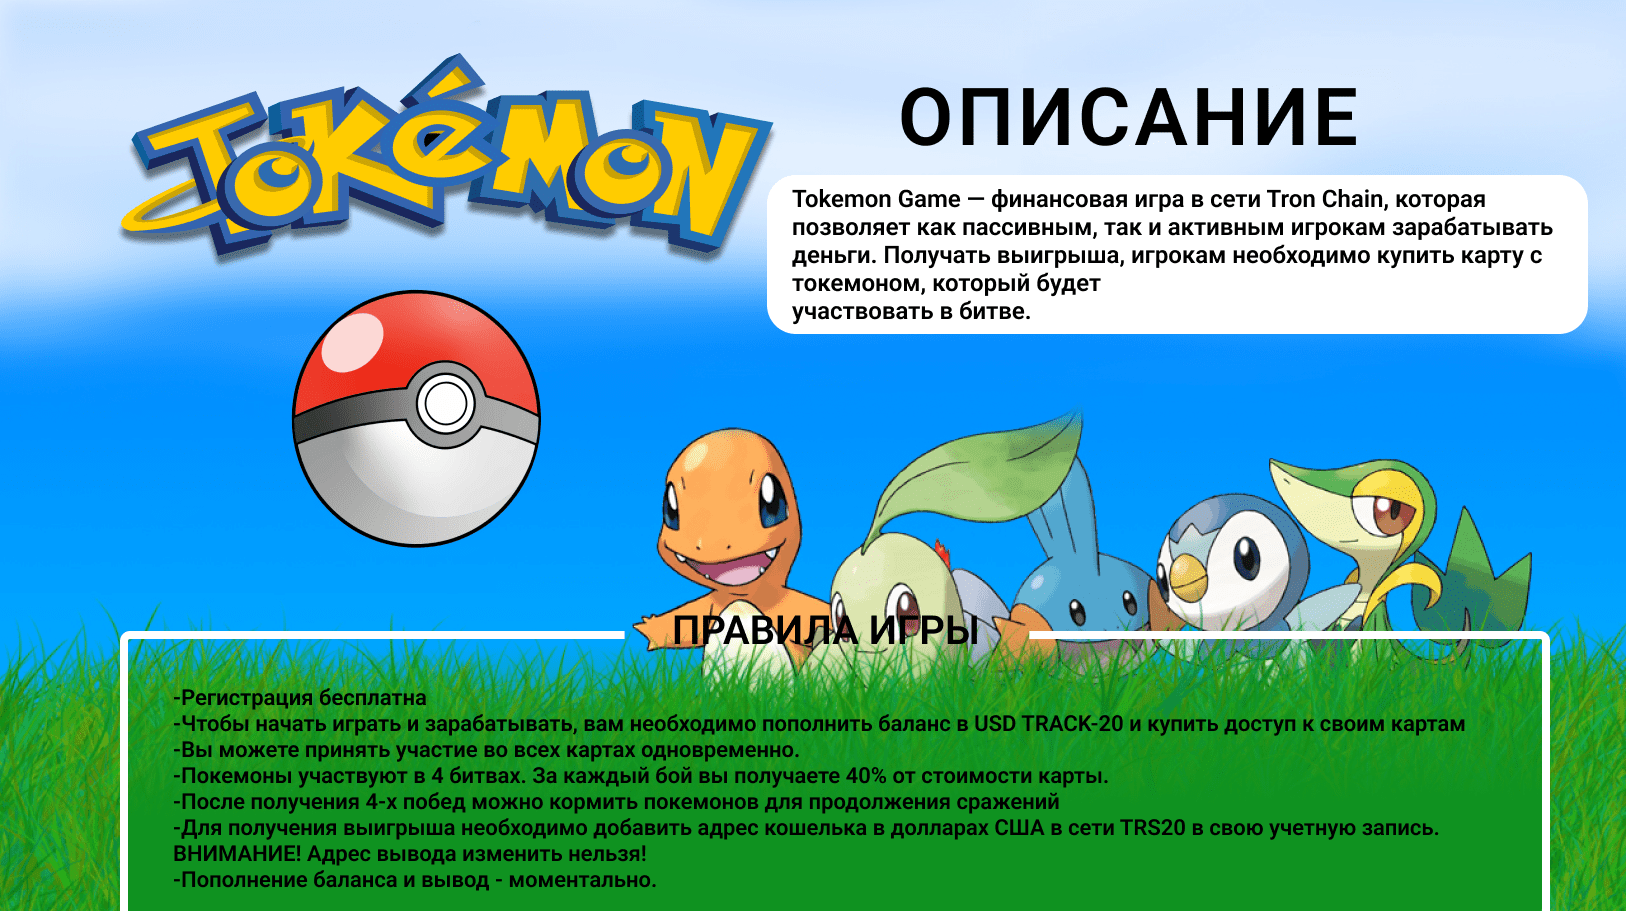 Tokémon
ОПИСАНИЕ
Tokemon Game — финансовая игра в сети Tron Chain, которая
позволяет как пассивным, так и активным игрокам зарабатывать
деньги. Получать выигрыша, игрокам необходимо купить карту с
токемоном, который будет
участвовать в битве.
ПРАВИЛА ИГРЫ
-Регистрация бесплатна
-Чтобы начать играть и зарабатывать, вам необходимо пополнить баланс в USD TRACK-20 и купить доступ к своим картам
-Вы можете принять участие во всех картах одновременно.
-Покемоны участвуют в 4 битвах. За каждый бой вы получаете 40% от стоимости карты.
-После получения 4-х побед можно кормить покемонов для продолжения сражений
-Для получения выигрыша необходимо добавить адрес кошелька в долларах США в сети TRS20 в свою учетную запись.
ВНИМАНИЕ! Адрес вывода изменить нельзя!
-Пополнение баланса и вывод - моментально.